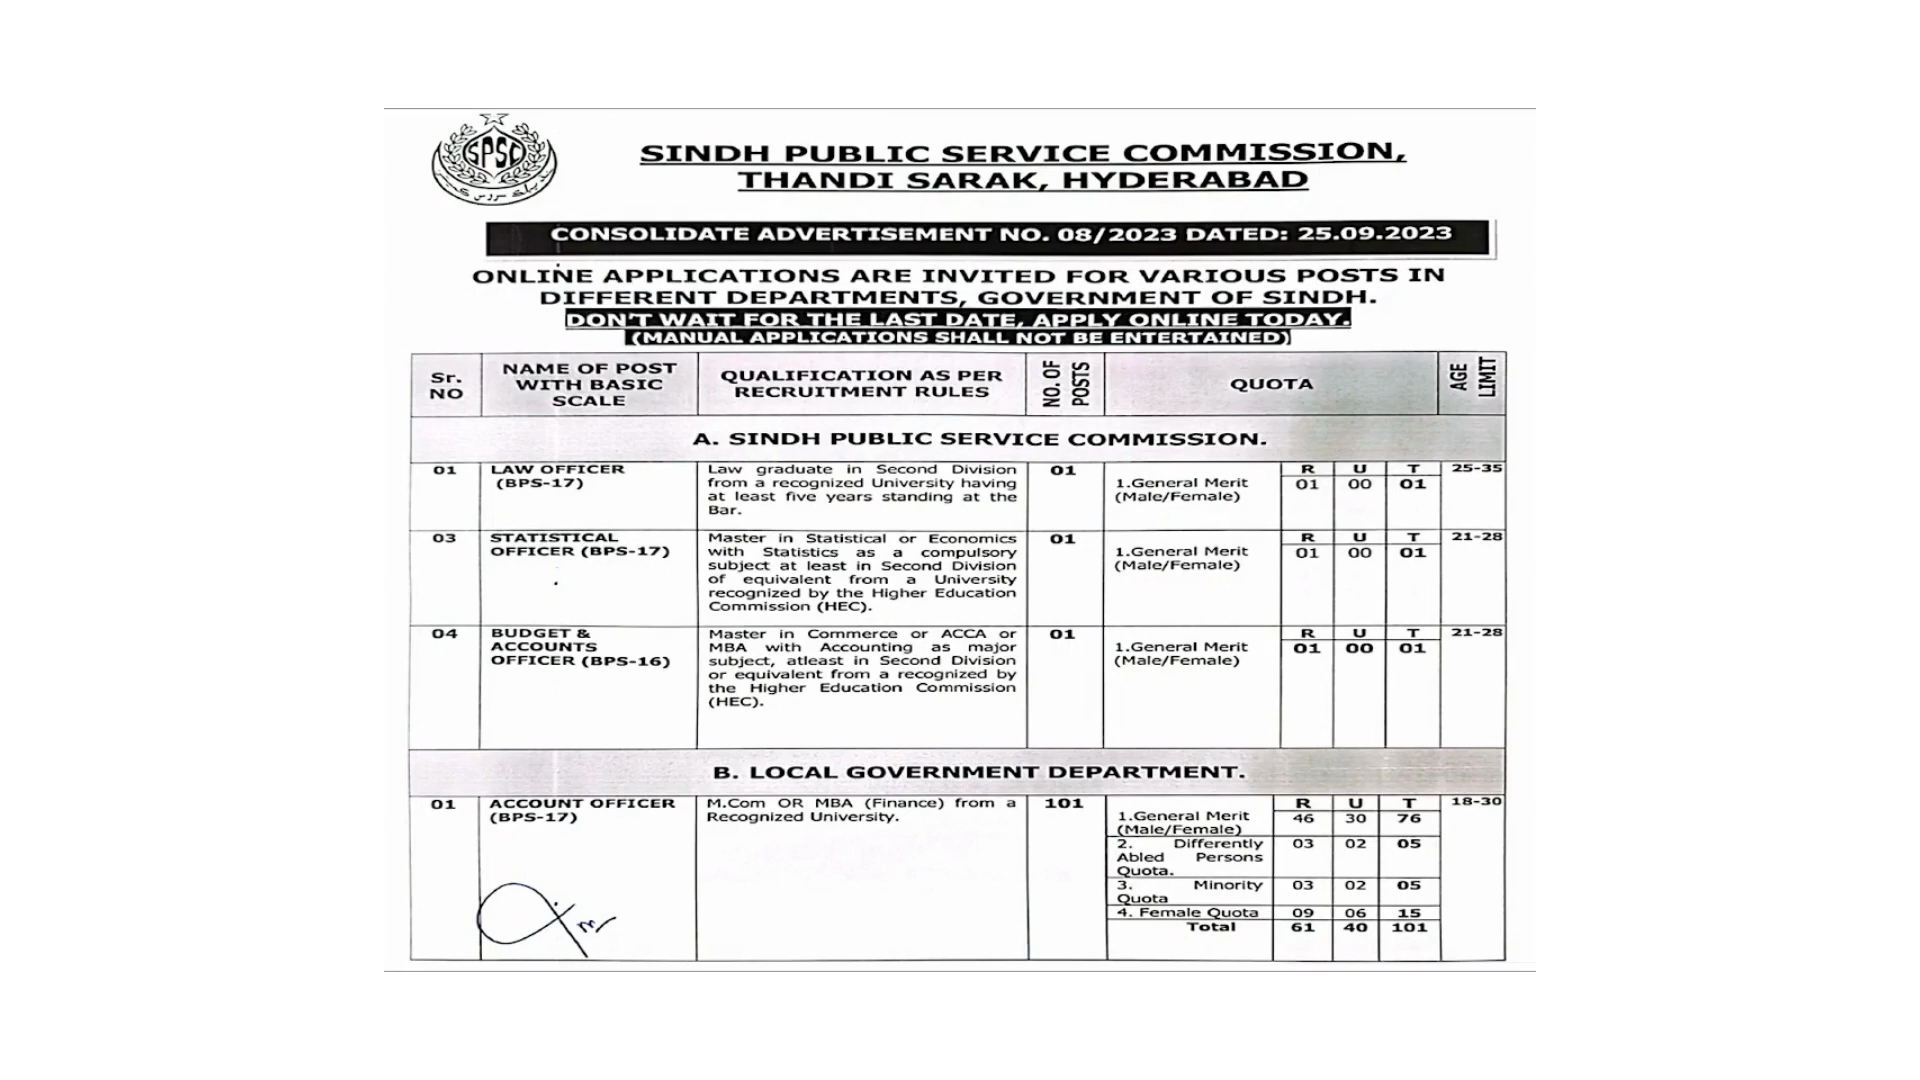 SPSC
SINDH PUBLIC SERVICE COMMISSION,
THANDI SARAK, HYDERABAD
CONSOLIDATE ADVERTISEMENT NO. 08/2023 DATED: 25.09.2023
ONLINE APPLICATIONS ARE INVITED FOR VARIOUS POSTS IN
DIFFERENT DEPARTMENTS, GOVERNMENT OF SINDH.
DON'T WAIT FOR THE LAST DATE, APPLY ONLINE TODAY.
(MANUAL APPLICATIONS SHALL NOT BE ENTERTAINED)
Sr.
NO
NAME OF POST
WITH BASIC
SCALE
QUALIFICATION AS PER
RECRUITMENT RULES
NO. OF
POSTS
QUOTA
AGE
LIMIT
A. SINDH PUBLIC SERVICE COMMISSION.
01
LAW OFFICER
(BPS-17)
Law graduate in Second Division
from a recognized University having
at least five years standing at the
Bar.
01
1.General Merit
(Male/Female)
R U T
01 00 01
25-35
03
STATISTICAL
OFFICER (BPS-17)
Master in Statistical or Economics
with Statistics as a compulsory
subject at least in Second Division
of equivalent from a University
recognized by the Higher Education
Commission (HEC).
01
1.General Merit
(Male/Female)
R U T
01 00 01
21-28
04
BUDGET &
ACCOUNTS
OFFICER (BPS-16)
Master in Commerce or ACCA or
MBA with Accounting as major
subject, atleast in Second Division
or equivalent from a recognized by
the Higher Education Commission
(HEC).
01
1.General Merit
(Male/Female)
R U T
01 00 01
21-28
B. LOCAL GOVERNMENT DEPARTMENT.
01
ACCOUNT OFFICER
(BPS-17)
M.Com OR MBA (Finance) from a
Recognized University.
101
R U T
1.General Merit
(Male/Female)
46 30 76
2. Differently
Abled Persons
Quota.
03 02 05
3. Minority
Quota
03 02 05
4. Female Quota 09 06 15
Total 61 40 101
18-30